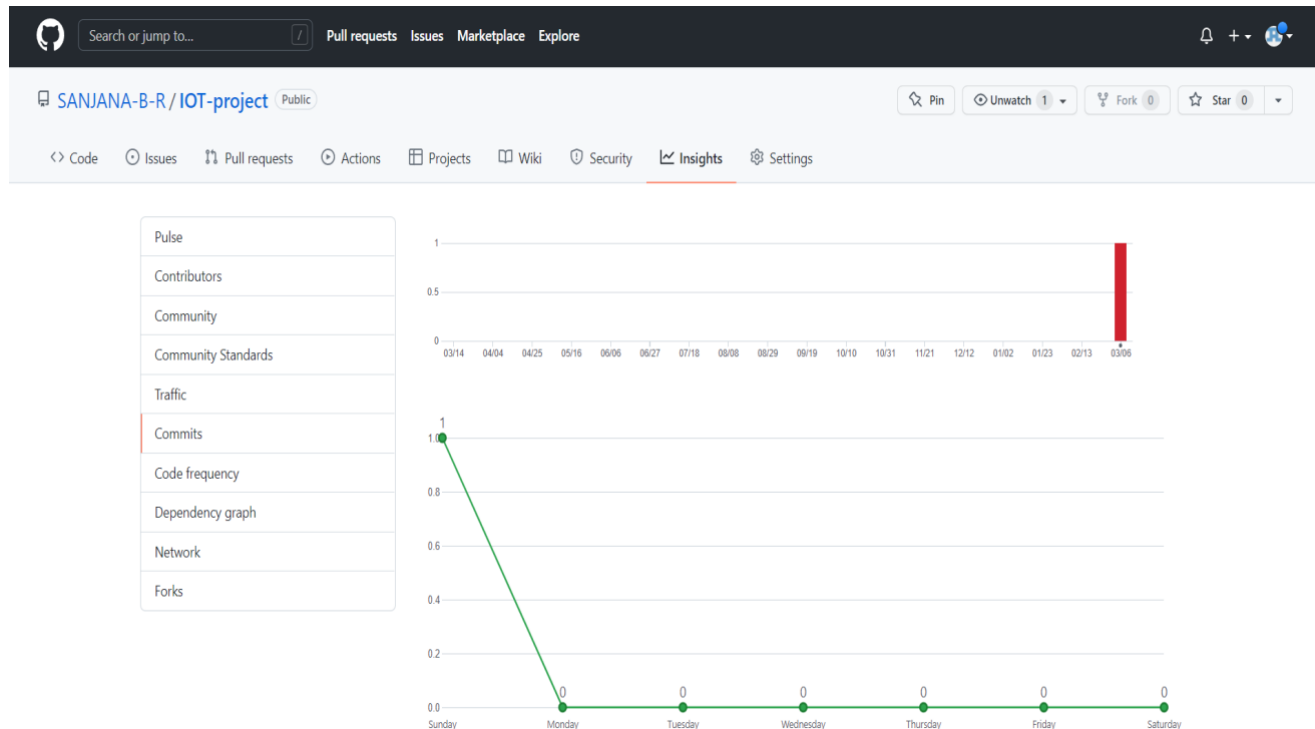 Search or jump to... / Pull requests Issues Marketplace Explore
SANJANA-B-R / IOT-project Public Pin Unwatch 1 Fork 0 Star 0
<> Code Issues Pull requests Actions Projects Wiki Security Insights Settings
Pulse
Contributors
Community
Community Standards
Traffic
Commits
Code frequency
Dependency graph
Network
Forks
1
0.5
0
03/14 04/04 04/25 05/16 06/06 06/27 07/18 08/08 08/29 09/19 10/10 10/31 11/21 12/12 01/02 01/23 02/13 03/06
1
1.0
0.8
0.6
0.4
0.2
0 0 0 0 0 0
0.0
Sunday Monday Tuesday Wednesday Thursday Friday Saturday